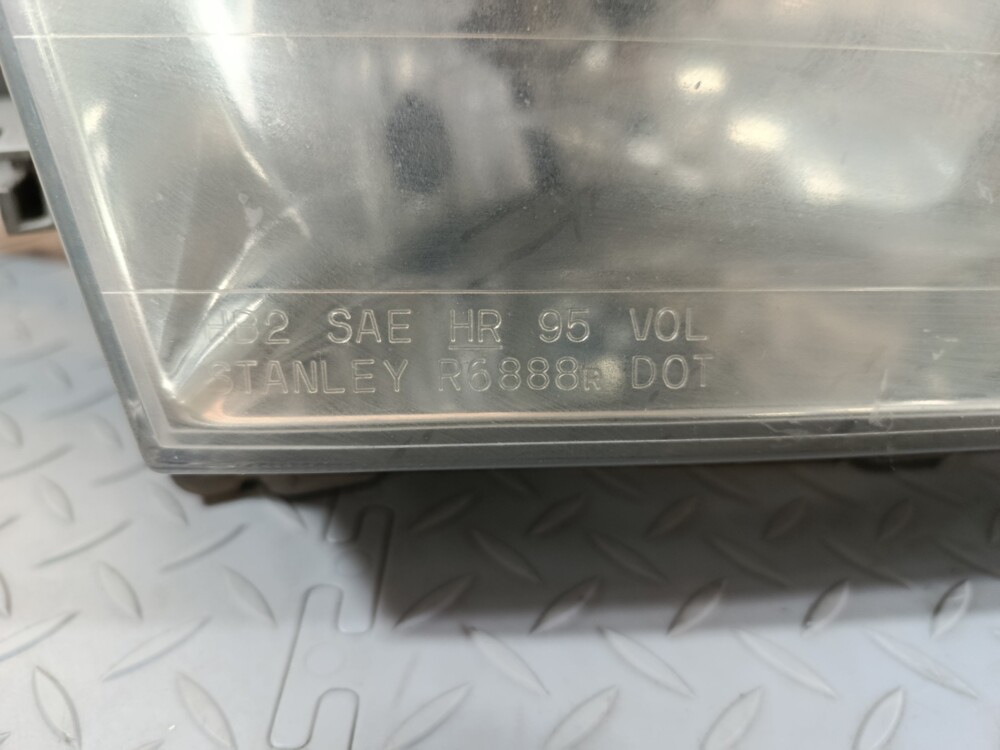 HB2 SAE HR 95 VOL
STANLEY R6888R DOT